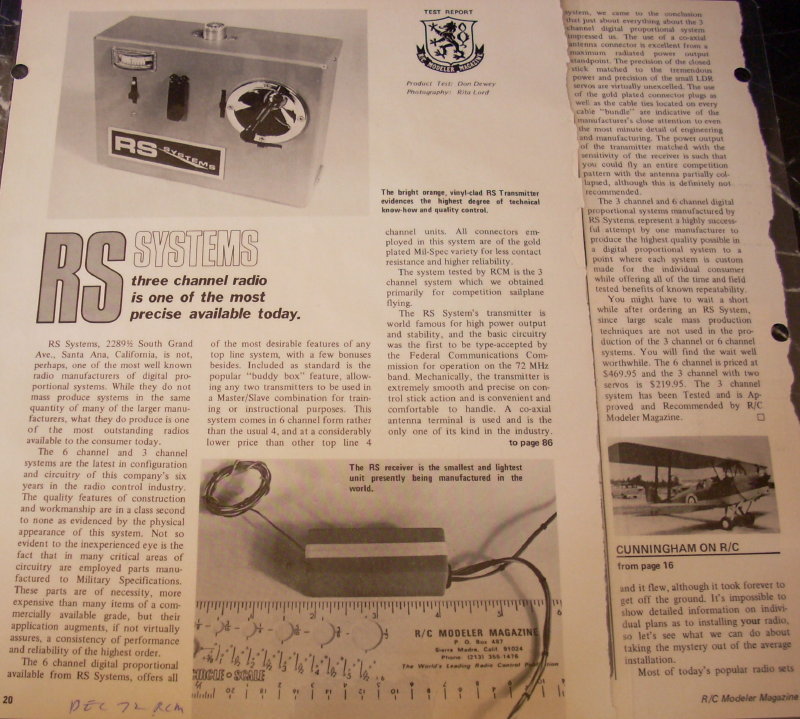 TEST REPORT
R/C MODELER MAGAZINE
Product Test: Don Dewey
Photography: Rita Lord
RS SYSTEMS
The bright orange, vinyl-clad RS Transmitter
evidences the highest degree of technical
know-how and quality control.
RS SYSTEMS
three channel radio
is one of the most
precise available today.
RS Systems, 2289½ South Grand
Ave., Santa Ana, California, is not,
perhaps, one of the most well known
radio manufacturers of digital pro-
portional systems. While they do not
mass produce systems in the same
quantity of many of the larger manu-
facturers, what they do produce is one
of the most outstanding radios
available to the consumer today.
The 6 channel and 3 channel
systems are the latest in configuration
and circuitry of this company's six
years in the radio control industry.
The quality features of construction
and workmanship are in a class second
to none as evidenced by the physical
appearance of this system. Not so
evident to the inexperienced eye is the
fact that in many critical areas of
circuitry are employed parts manu-
factured to Military Specifications.
These parts are of necessity, more
expensive than many items of a com-
mercially available grade, but their
application augments, if not virtually
assures, a consistency of performance
and reliability of the highest order.
The 6 channel digital proportional
available from RS Systems, offers all
of the most desirable features of any
top line system, with a few bonuses
besides. Included as standard is the
popular "buddy box" feature, allow-
ing any two transmitters to be used in
a Master/Slave combination for train-
ing or instructional purposes. This
system comes in 6 channel form rather
than the usual 4, and at a considerably
lower price than other top line 4
channel units. All connectors em-
ployed in this system are of the gold
plated Mil-Spec variety for less contact
resistance and higher reliability.
The system tested by RCM is the 3
channel system which we obtained
primarily for competition sailplane
flying.
The RS System's transmitter is
world famous for high power output
and stability, and the basic circuitry
was the first to be type-accepted by
the Federal Communications Com-
mission for operation on the 72 MHz
band. Mechanically, the transmitter is
extremely smooth and precise on con-
trol stick action and is convenient and
comfortable to handle. A co-axial
antenna terminal is used and is the
only one of its kind in the industry.
to page 86
The RS receiver is the smallest and lightest
unit presently being manufactured in the
world.
R/C MODELER MAGAZINE
P. O. Box 487
Sierra Madre, Calif. 91024
Phone: (213) 355-1476
The World's Leading Radio Control
CIRCLE SCALE
system, we came to the conclusion
that just about everything about the 3
channel digital proportional system
impressed us. The use of a co-axial
antenna connector is excellent from a
maximum radiated power output
standpoint. The precision of the closed
stick matched to the tremendous
power and precision of the small LDR
servos are virtually unexcelled. The use
of the gold plated connector plugs as
well as the cable ties located on every
cable "bundle" are indicative of the
manufacturer's close attention to even
the most minute detail of engineering
and manufacturing. The power output
of the transmitter matched with the
sensitivity of the receiver is such that
you could fly an entire competition
pattern with the antenna partially col-
lapsed, although this is definitely not
recommended.
The 3 channel and 6 channel digital
proportional systems manufactured by
RS Systems represent a highly success-
ful attempt by one manufacturer to
produce the highest quality possible in
a digital proportional system to a
point where each system is custom
made for the individual consumer
while offering all of the time and field
tested benefits of known repeatability.
You might have to wait a short
while after ordering an RS System,
since large scale mass production
techniques are not used in the pro-
duction of the 3 channel or 6 channel
systems. You will find the wait well
worthwhile. The 6 channel is priced at
$469.95 and the 3 channel with two
servos is $219.95. The 3 channel
system has been Tested and is Ap-
proved and Recommended by R/C
Modeler Magazine. □
CUNNINGHAM ON R/C
from page 16
and it flew, although it took forever to
get off the ground. It's impossible to
show detailed information on indivi-
dual plans as to installing your radio,
so let's see what we can do about
taking the mystery out of the average
installation.
Most of today's popular radio sets
20
DEC 72 RCM
R/C Modeler Magazine